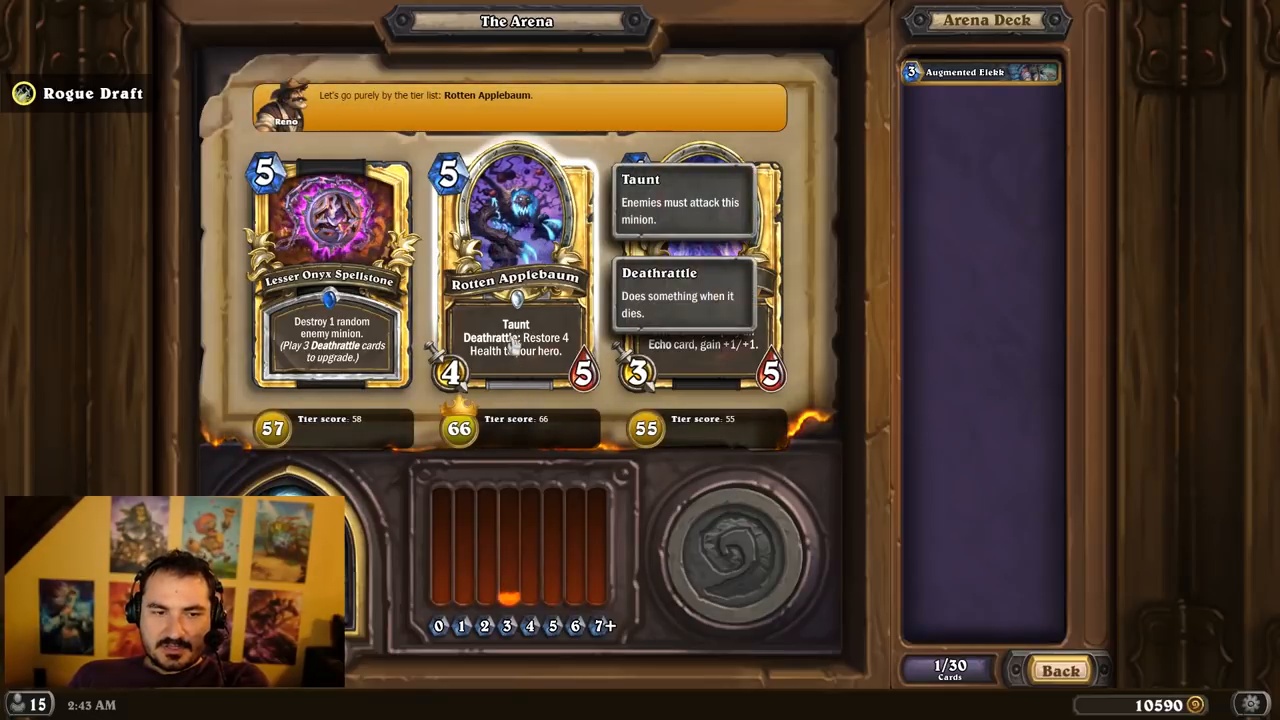 The Arena
Arena Deck
3 Augmented Elekk
Rogue Draft
Let's go purely by the tier list: Rotten Applebaum.
Reno
5
Lesser Onyx Spellstone
Destroy 1 random
enemy minion.
(Play 3 Deathrattle cards
to upgrade.)
5
Rotten Applebaum
Taunt
Deathrattle: Restore 4
Health to your hero.
4
5
Taunt
Enemies must attack this
minion.
Deathrattle
Does something when it
dies.
Echo card, gain +1/+1.
3
5
57 Tier score: 58
66 Tier score: 66
55 Tier score: 55
0 1 2 3 4 5 6 7+
1/30
Cards
Back
15
2:43 AM
10590